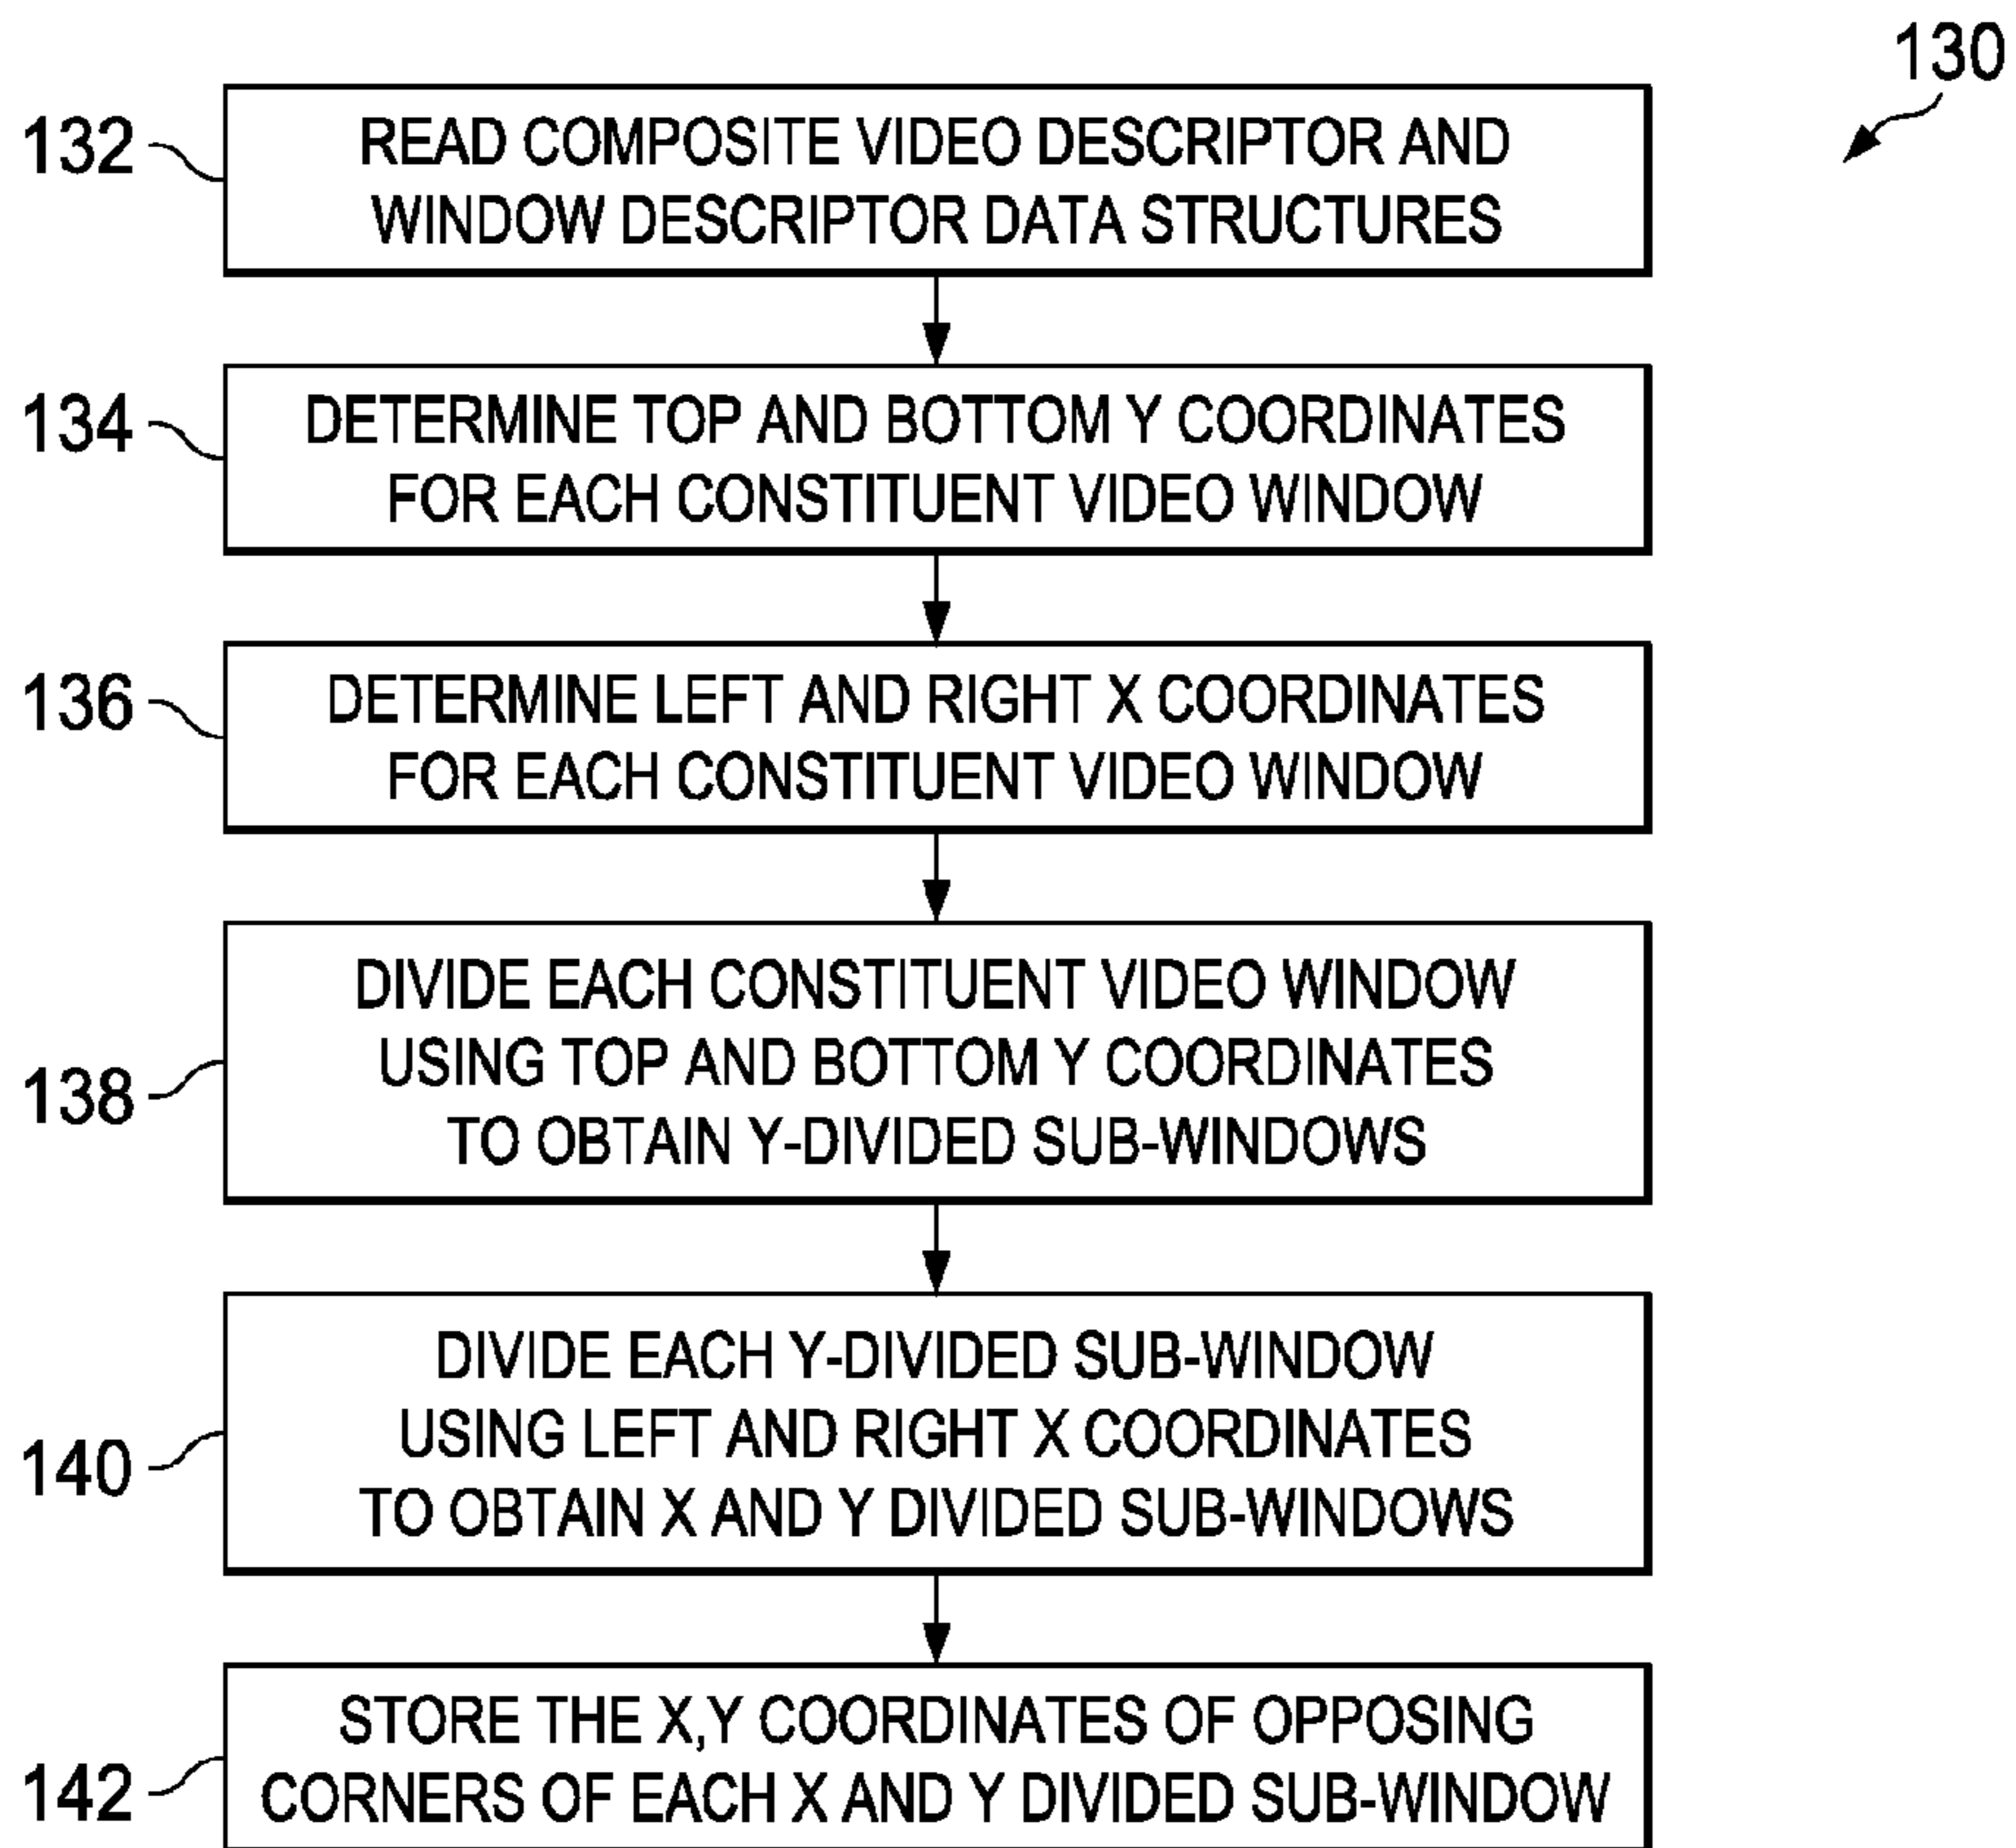 130
132
READ COMPOSITE VIDEO DESCRIPTOR AND
WINDOW DESCRIPTOR DATA STRUCTURES
134
DETERMINE TOP AND BOTTOM Y COORDINATES
FOR EACH CONSTITUENT VIDEO WINDOW
136
DETERMINE LEFT AND RIGHT X COORDINATES
FOR EACH CONSTITUENT VIDEO WINDOW
138
DIVIDE EACH CONSTITUENT VIDEO WINDOW
USING TOP AND BOTTOM Y COORDINATES
TO OBTAIN Y-DIVIDED SUB-WINDOWS
140
DIVIDE EACH Y-DIVIDED SUB-WINDOW
USING LEFT AND RIGHT X COORDINATES
TO OBTAIN X AND Y DIVIDED SUB-WINDOWS
142
STORE THE X,Y COORDINATES OF OPPOSING
CORNERS OF EACH X AND Y DIVIDED SUB-WINDOW